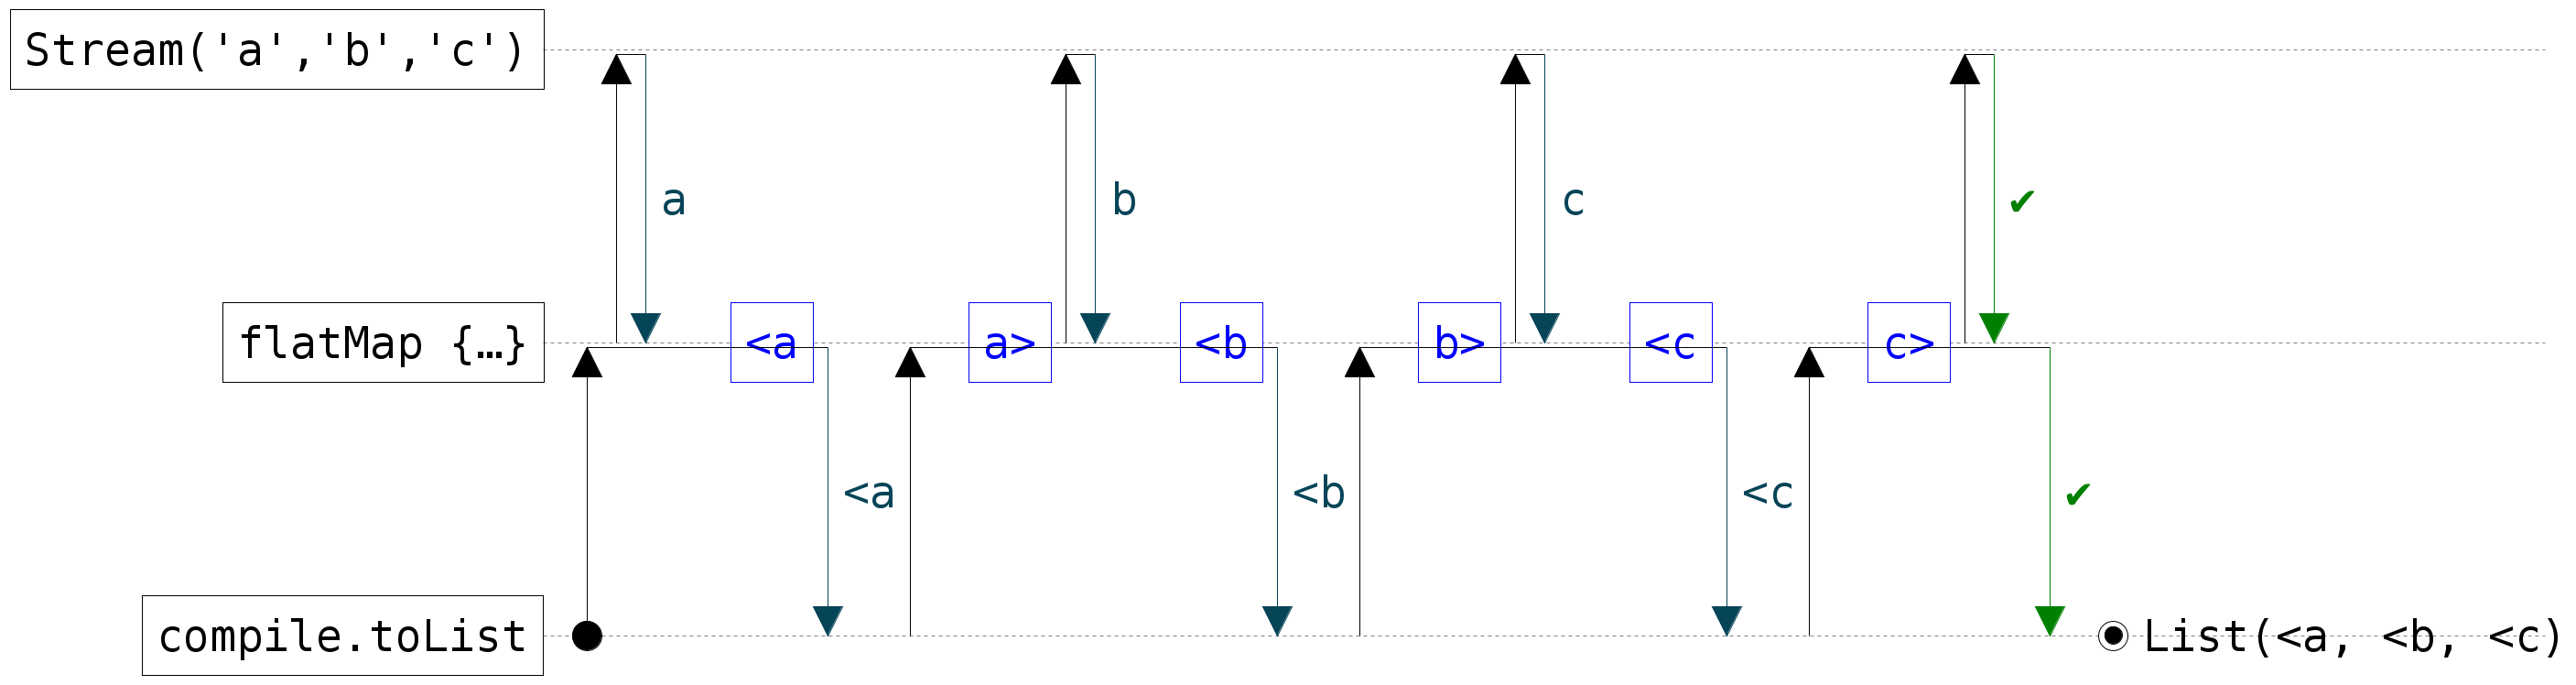 Stream('a','b','c')
a
b
c
✔
flatMap {…}
<a
a>
<b
b>
<c
c>
<a
<b
<c
✔
compile.toList
List(<a, <b, <c)